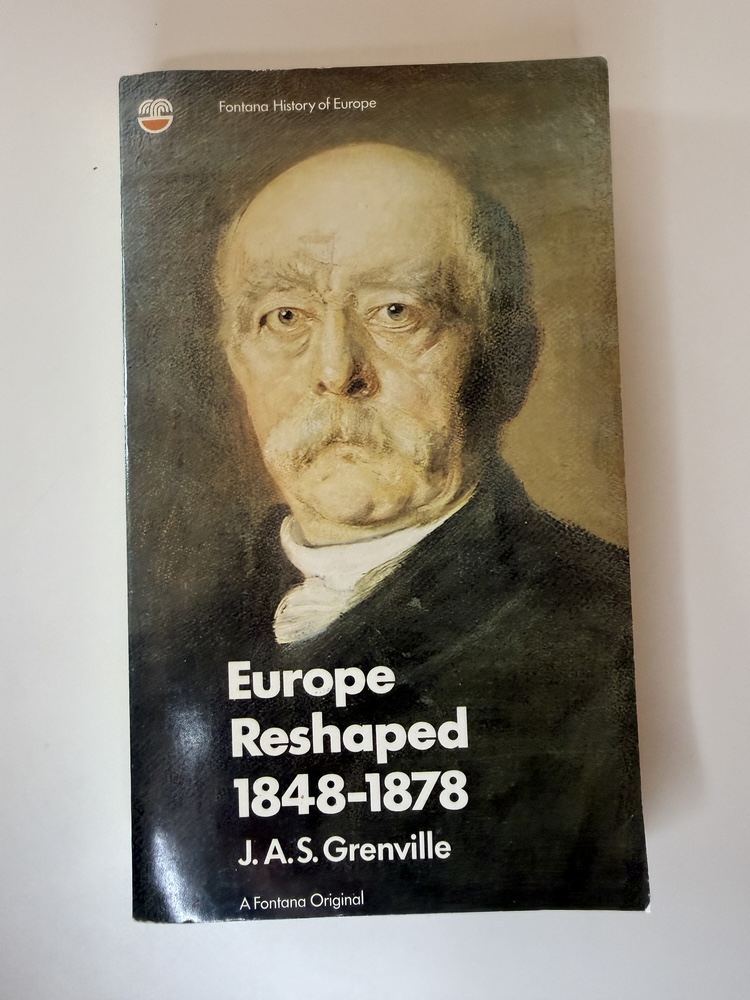 Fontana History of Europe
Europe
Reshaped
1848-1878
J. A. S. Grenville
A Fontana Original